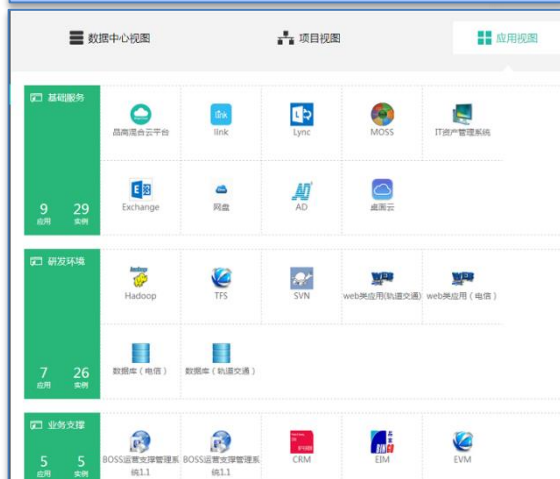 数据中心视图 项目视图 应用视图
基础服务
品高混合云平台 link Lync MOSS IT资产管理系统
Exchange 网盘 AD 桌面云
9 29
应用 实例
研发环境
Hadoop TFS SVN web类应用(轨道交通) web类应用（电信）
数据库（电信） 数据库（轨道交通）
7 26
应用 实例
业务支撑
BOSS运营支撑管理系 BOSS运营支撑管理系 CRM EIM EVM
统1.1 统1.1
5 5
应用 实例